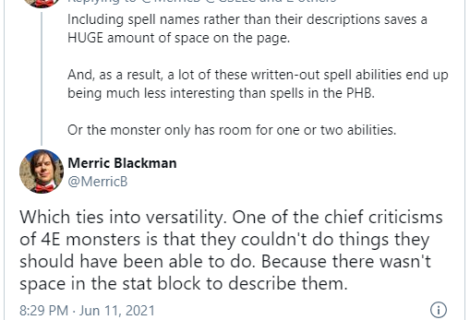 Replying to @MerricB
Including spell names rather than their descriptions saves a
HUGE amount of space on the page.
And, as a result, a lot of these written-out spell abilities end up
being much less interesting than spells in the PHB.
Or the monster only has room for one or two abilities.
Merric Blackman
@MerricB
Which ties into versatility. One of the chief criticisms
of 4E monsters is that they couldn't do things they
should have been able to do. Because there wasn't
space in the stat block to describe them.
8:29 PM · Jun 11, 2021